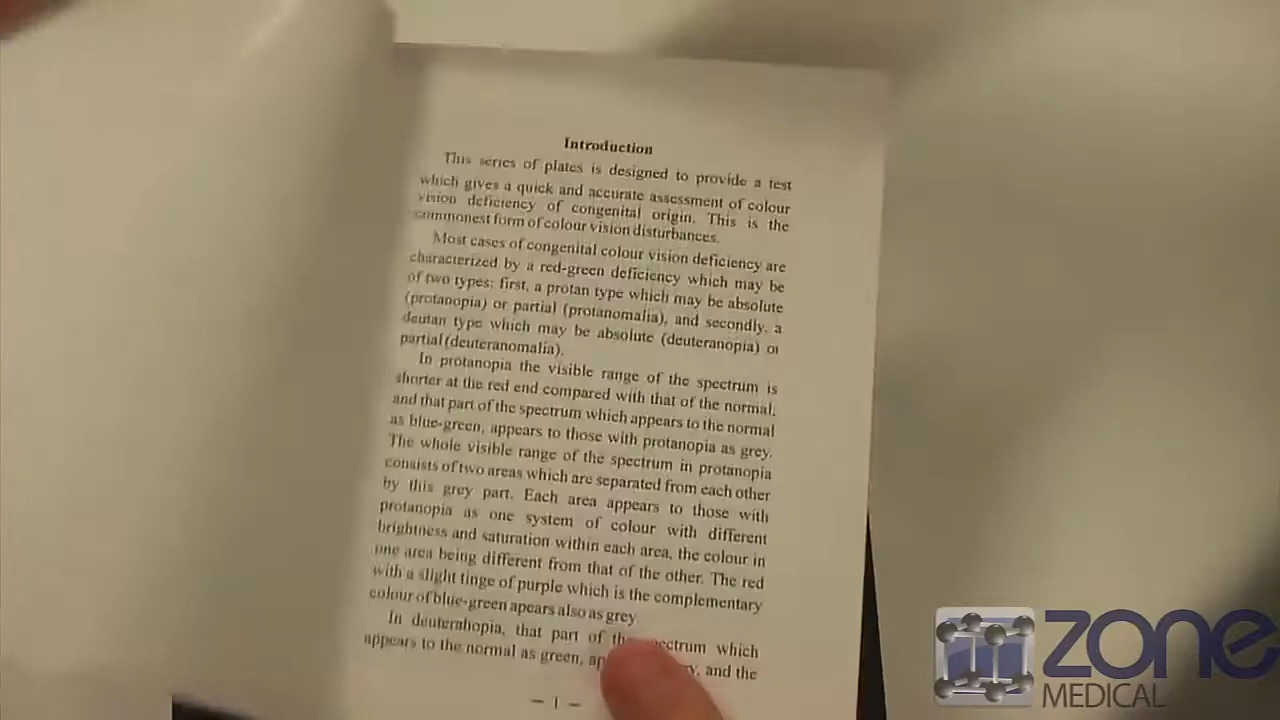 Introduction
This series of plates is designed to provide a test
which gives a quick and accurate assessment of colour
vision deficiency of congenital origin. This is the
commonest form of colour vision disturbances.
Most cases of congenital colour vision deficiency are
characterized by a red-green deficiency which may be
of two types; first, a protan type which may be absolute
(protanopia) or partial (protanomalia), and secondly, a
deutan type which may be absolute (deuteranopia) or
partial (deuteranomalia).
In protanopia the visible range of the spectrum is
shorter at the red end compared with that of the normal,
and that part of the spectrum which appears to the normal
as blue-green, appears to those with protanopia as grey.
The whole visible range of the spectrum in protanopia
consists of two areas which are separated from each other
by this grey part. Each area appears to those with
protanopia as one system of colour with different
brightness and saturation within each area, the colour in
one area being different from that of the other. The red
with a slight tinge of purple which is the complementary
colour of blue-green apears also as grey.
In deuterahopia, that part of the spectrum which
appears to the normal as green, and the
— 1 —
zone
MEDICAL